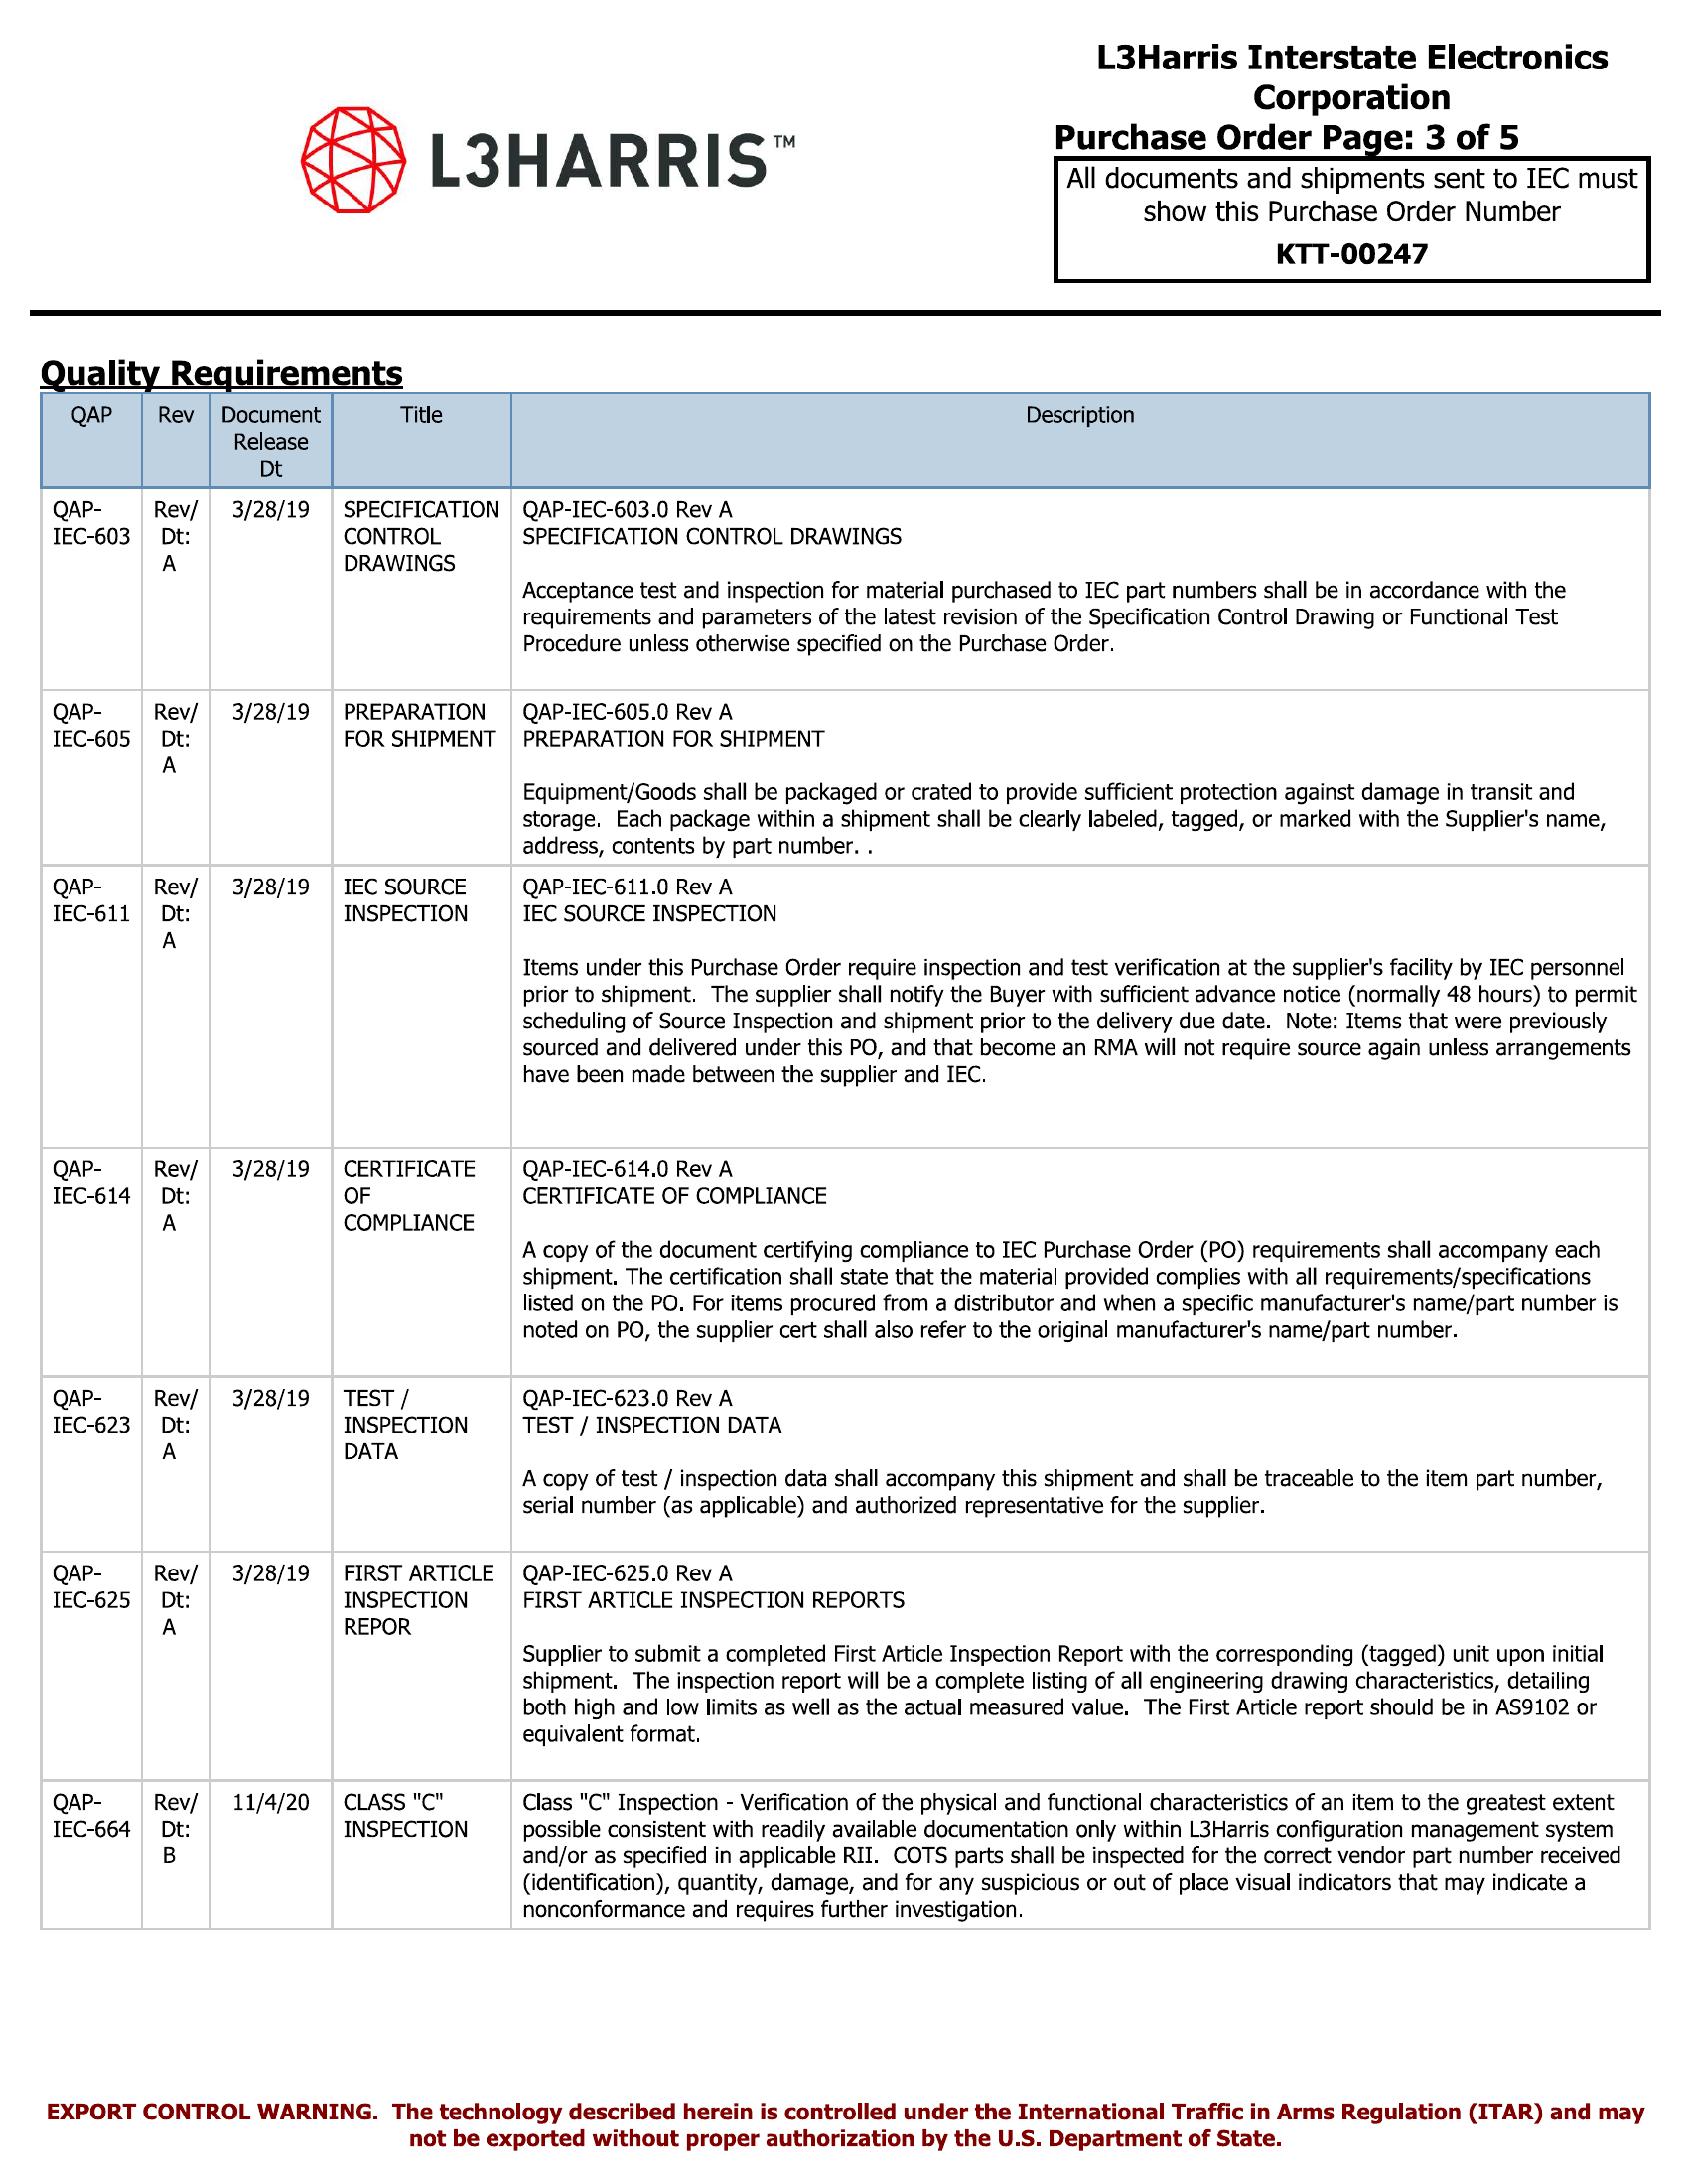 L3Harris Interstate Electronics
Corporation
Purchase Order Page: 3 of 5
L3HARRIS™
All documents and shipments sent to IEC must
show this Purchase Order Number
KTT-00247
Quality Requirements
QAP Rev Document Title Description
Release
Dt
QAP- Rev/ 3/28/19 SPECIFICATION QAP-IEC-603.0 Rev A
IEC-603 Dt: CONTROL SPECIFICATION CONTROL DRAWINGS
A DRAWINGS
Acceptance test and inspection for material purchased to IEC part numbers shall be in accordance with the
requirements and parameters of the latest revision of the Specification Control Drawing or Functional Test
Procedure unless otherwise specified on the Purchase Order.
QAP- Rev/ 3/28/19 PREPARATION QAP-IEC-605.0 Rev A
IEC-605 Dt: FOR SHIPMENT PREPARATION FOR SHIPMENT
A
Equipment/Goods shall be packaged or crated to provide sufficient protection against damage in transit and
storage.  Each package within a shipment shall be clearly labeled, tagged, or marked with the Supplier's name,
address, contents by part number. .
QAP- Rev/ 3/28/19 IEC SOURCE QAP-IEC-611.0 Rev A
IEC-611 Dt: INSPECTION IEC SOURCE INSPECTION
A
Items under this Purchase Order require inspection and test verification at the supplier's facility by IEC personnel
prior to shipment.  The supplier shall notify the Buyer with sufficient advance notice (normally 48 hours) to permit
scheduling of Source Inspection and shipment prior to the delivery due date.  Note: Items that were previously
sourced and delivered under this PO, and that become an RMA will not require source again unless arrangements
have been made between the supplier and IEC.
QAP- Rev/ 3/28/19 CERTIFICATE QAP-IEC-614.0 Rev A
IEC-614 Dt: OF CERTIFICATE OF COMPLIANCE
A COMPLIANCE
A copy of the document certifying compliance to IEC Purchase Order (PO) requirements shall accompany each
shipment. The certification shall state that the material provided complies with all requirements/specifications
listed on the PO. For items procured from a distributor and when a specific manufacturer's name/part number is
noted on PO, the supplier cert shall also refer to the original manufacturer's name/part number.
QAP- Rev/ 3/28/19 TEST / QAP-IEC-623.0 Rev A
IEC-623 Dt: INSPECTION TEST / INSPECTION DATA
A DATA
A copy of test / inspection data shall accompany this shipment and shall be traceable to the item part number,
serial number (as applicable) and authorized representative for the supplier.
QAP- Rev/ 3/28/19 FIRST ARTICLE QAP-IEC-625.0 Rev A
IEC-625 Dt: INSPECTION FIRST ARTICLE INSPECTION REPORTS
A REPOR
Supplier to submit a completed First Article Inspection Report with the corresponding (tagged) unit upon initial
shipment.  The inspection report will be a complete listing of all engineering drawing characteristics, detailing
both high and low limits as well as the actual measured value.  The First Article report should be in AS9102 or
equivalent format.
QAP- Rev/ 11/4/20 CLASS "C" Class "C" Inspection - Verification of the physical and functional characteristics of an item to the greatest extent
IEC-664 Dt: INSPECTION possible consistent with readily available documentation only within L3Harris configuration management system
B and/or as specified in applicable RII.  COTS parts shall be inspected for the correct vendor part number received
(identification), quantity, damage, and for any suspicious or out of place visual indicators that may indicate a
nonconformance and requires further investigation.
EXPORT CONTROL WARNING.  The technology described herein is controlled under the International Traffic in Arms Regulation (ITAR) and may
not be exported without proper authorization by the U.S. Department of State.